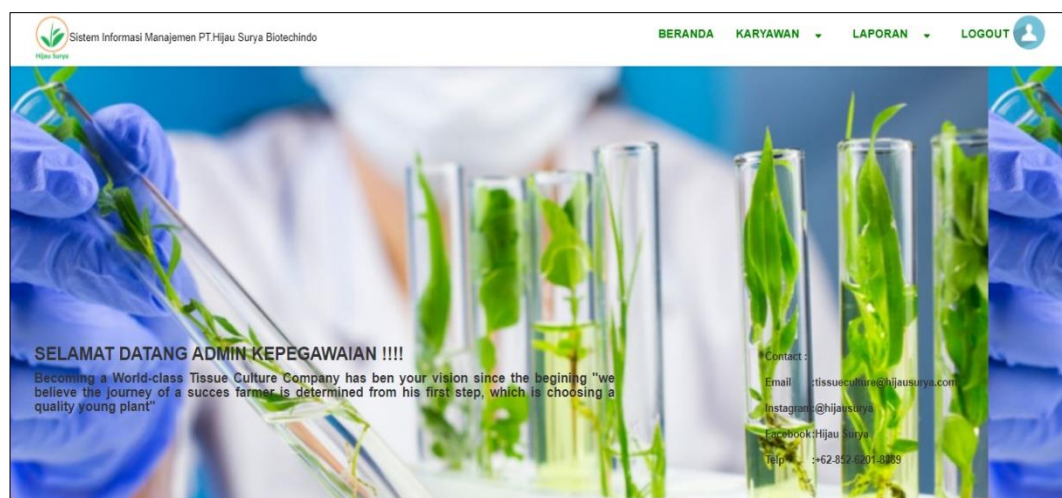 Hijau Surya
Sistem Informasi Manajemen PT.Hijau Surya Biotechindo
BERANDA KARYAWAN LAPORAN LOGOUT
SELAMAT DATANG ADMIN KEPEGAWAIAN !!!!
Becoming a World-class Tissue Culture Company has ben your vision since the begining "we
believe the journey of a succes farmer is determined from his first step, which is choosing a
quality young plant"
Contact :
Email :tissueculture@hijausurya.com
Instagram:@hijausurya
Facebook:Hijau Surya
Telp :+62-852-6201-8889